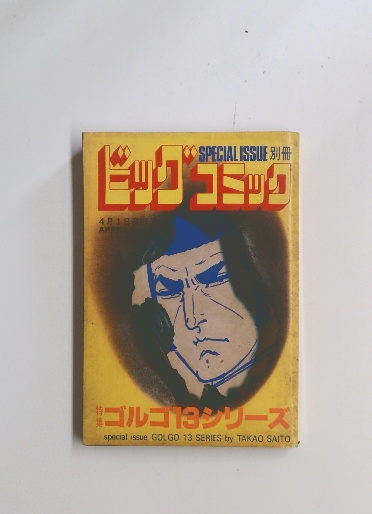 SPECIAL ISSUE 別冊
ビッグコミック
4月1日
特集 ゴルゴ13シリーズ
special issue GOLGO 13 SERIES by TAKAO SAITO